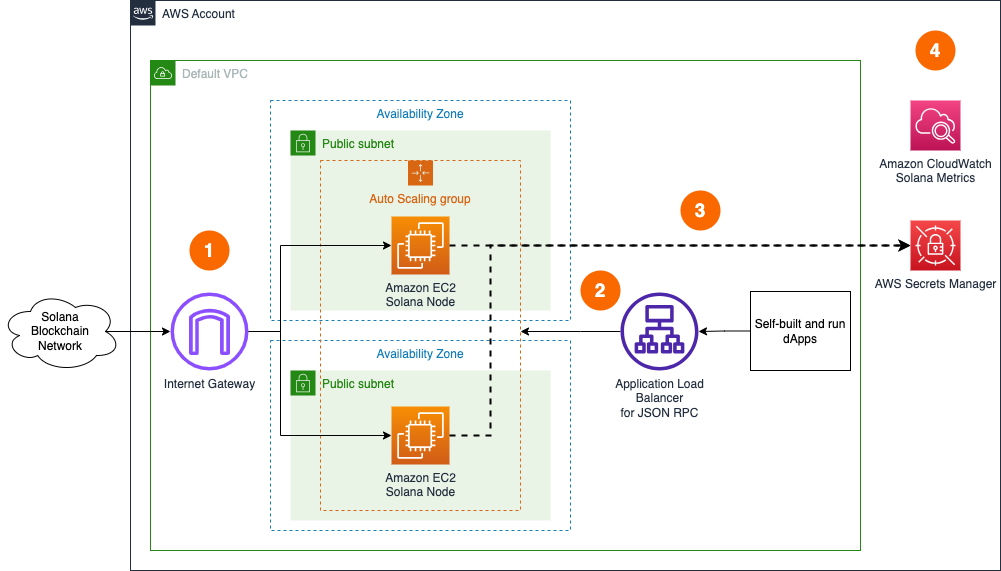 aws
AWS Account
4
Default VPC
Availability Zone
Public subnet
Amazon CloudWatch
Solana Metrics
Auto Scaling group
3
1
Amazon EC2
Solana Node
AWS Secrets Manager
2
Solana
Blockchain
Network
Self-built and run
dApps
Availability Zone
Internet Gateway
Public subnet
Application Load
Balancer
for JSON RPC
Amazon EC2
Solana Node